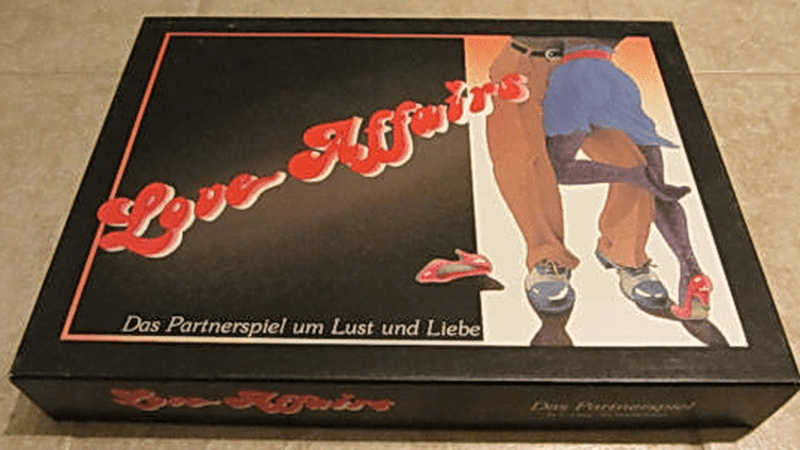 Love Affairs
Das Partnerspiel um Lust und Liebe
Love Affairs
Das Partnerspiel